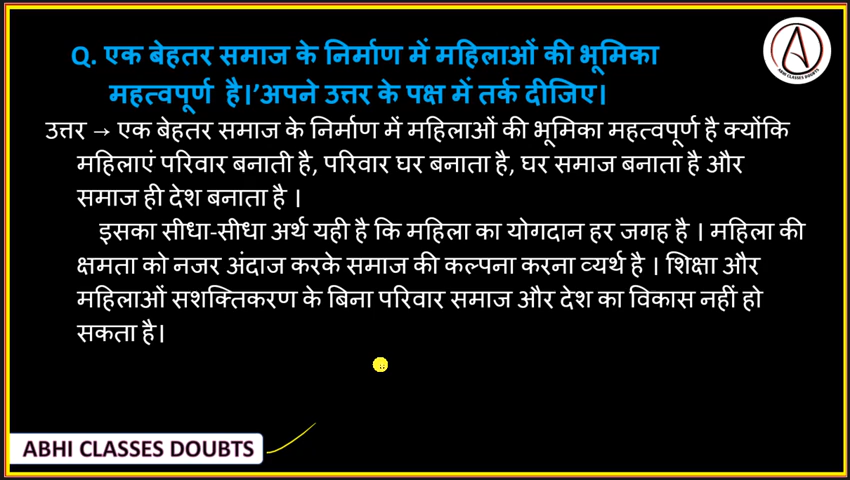 Q. एक बेहतर समाज के निर्माण में महिलाओं की भूमिका
महत्वपूर्ण है।’अपने उत्तर के पक्ष में तर्क दीजिए।
उत्तर → एक बेहतर समाज के निर्माण में महिलाओं की भूमिका महत्वपूर्ण है क्योंकि
महिलाएं परिवार बनाती है, परिवार घर बनाता है, घर समाज बनाता है और
समाज ही देश बनाता है ।
इसका सीधा-सीधा अर्थ यही है कि महिला का योगदान हर जगह है । महिला की
क्षमता को नजर अंदाज करके समाज की कल्पना करना व्यर्थ है । शिक्षा और
महिलाओं सशक्तिकरण के बिना परिवार समाज और देश का विकास नहीं हो
सकता है।
ABHI CLASSES DOUBTS
ABHI CLASSES DOUBTS